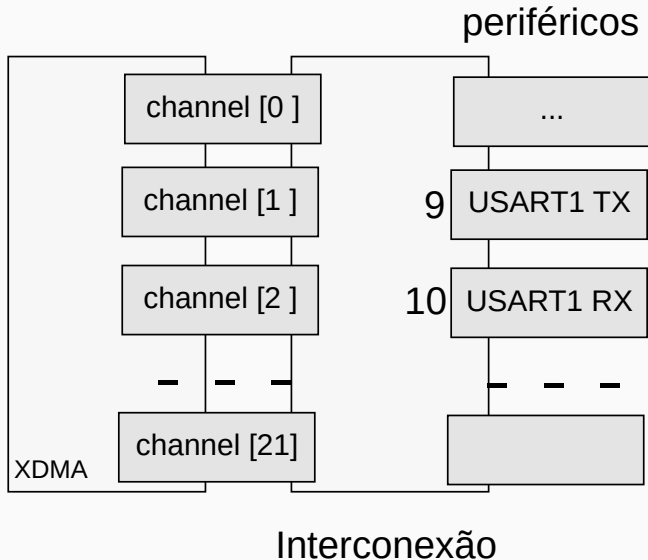 periféricos
channel [0 ]
...
channel [1 ]
9
USART1 TX
channel [2 ]
10
USART1 RX
channel [21]
XDMA
Interconexão